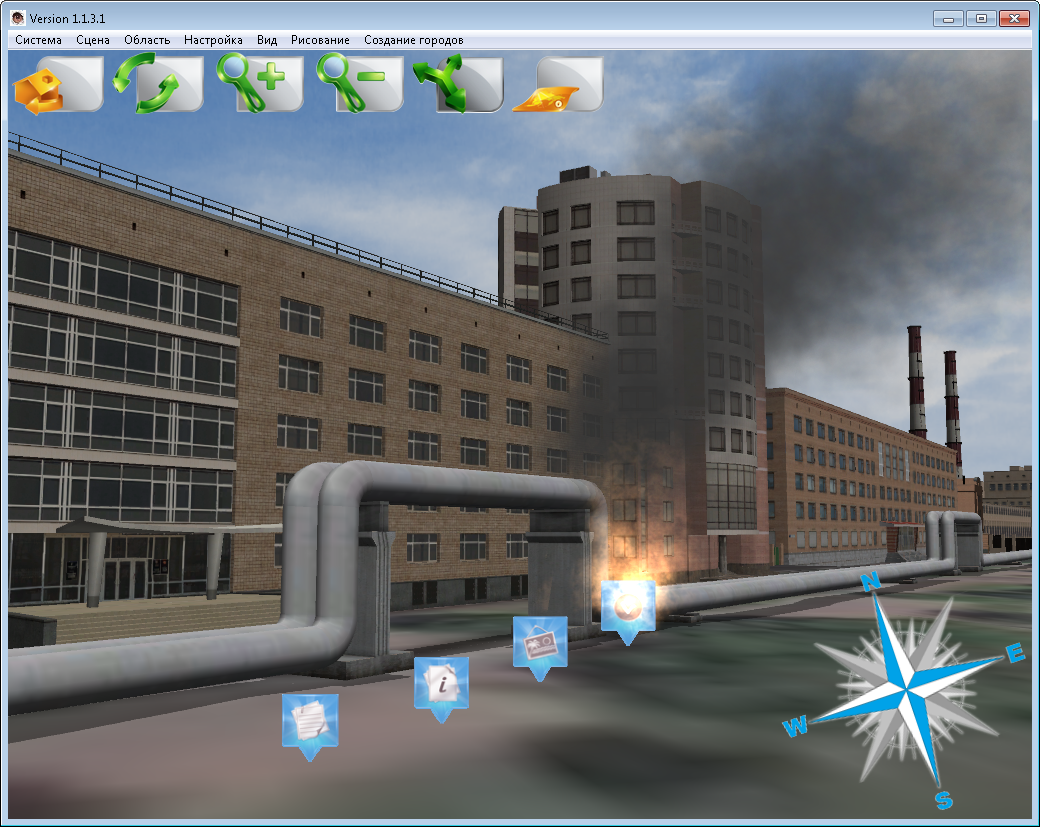 Version 1.1.3.1
Система Сцена Область Настройка Вид Рисование Создание городов
i
N
E
W
S